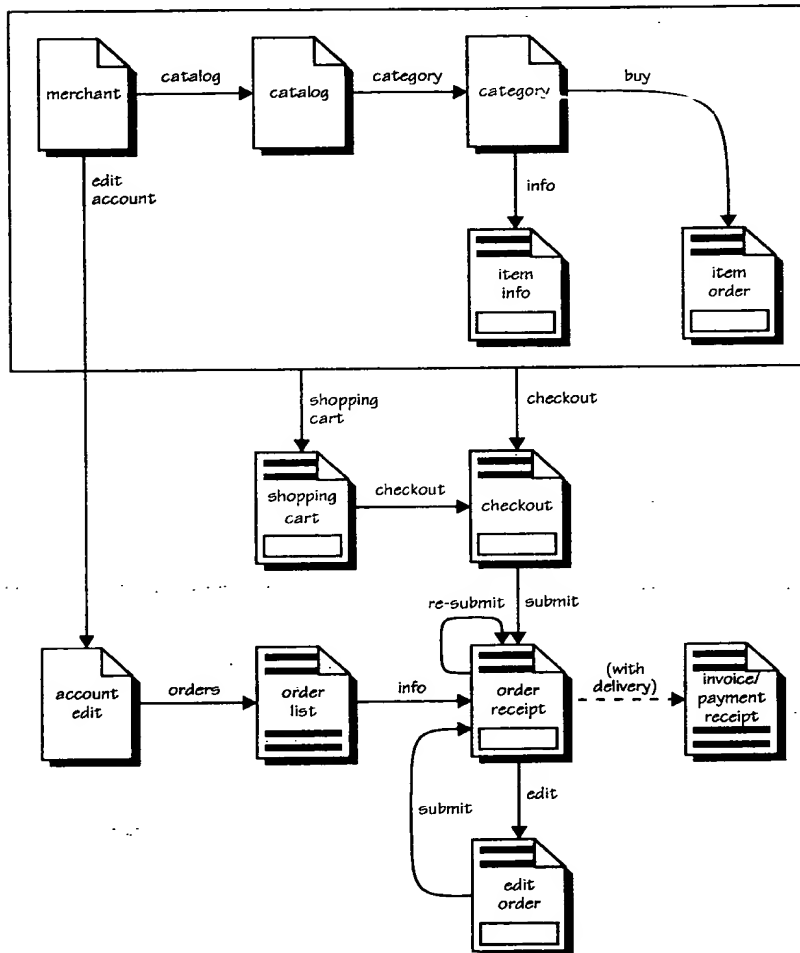 merchant
catalog
catalog
category
category
buy
edit
account
info
item
info
item
order
shopping
cart
checkout
shopping
cart
checkout
checkout
re-submit
submit
account
edit
orders
order
list
info
order
receipt
(with
delivery)
invoice/
payment
receipt
submit
edit
edit
order